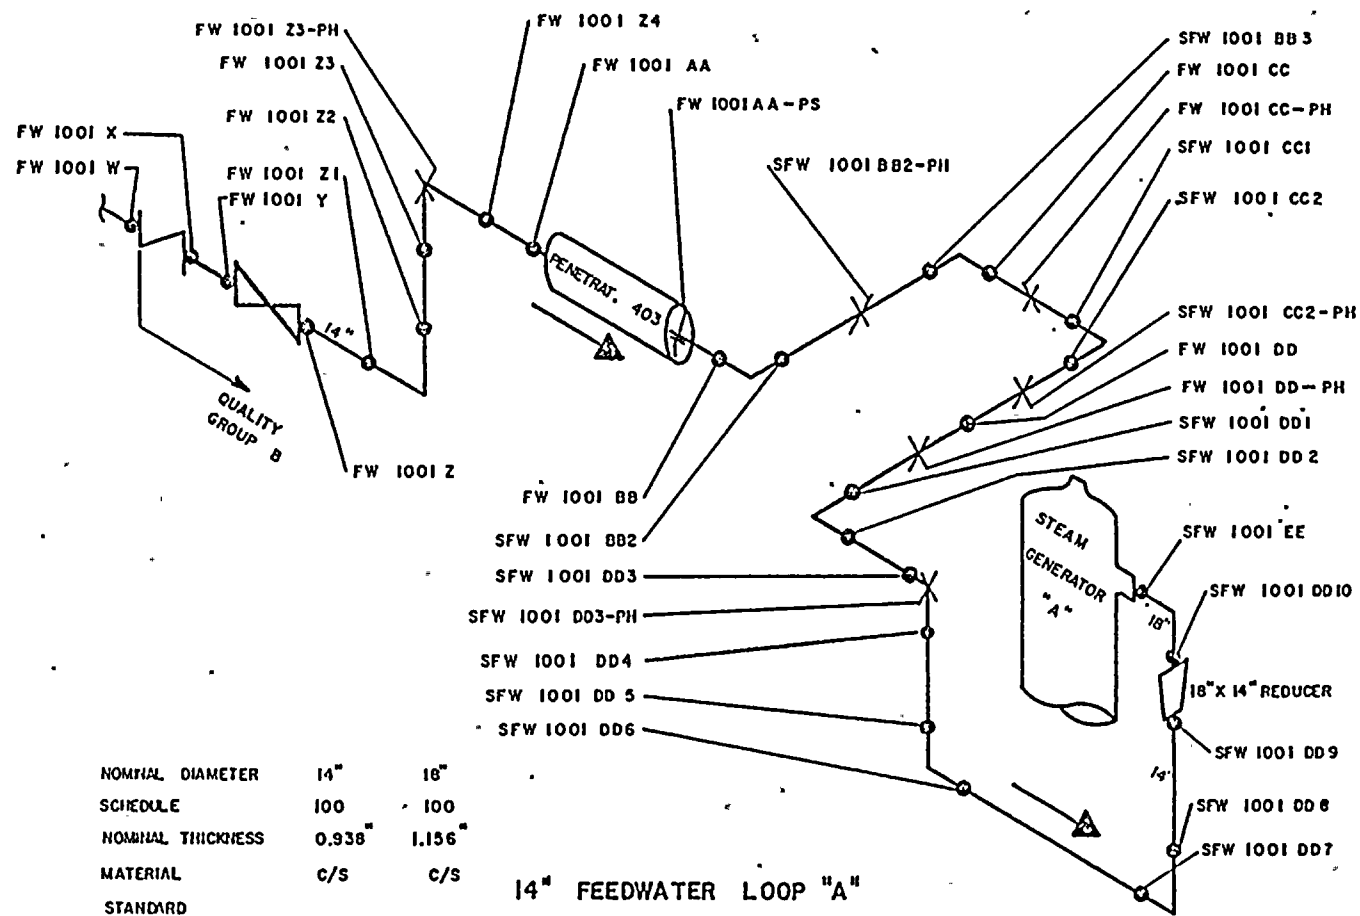 FW 1001 Z3-PH
FW 1001 Z4
SFW 1001 BB3
FW 1001 Z3
FW 1001 AA
FW 1001 CC
FW 1001 AA-PS
FW 1001 CC-PH
FW 1001 Z2
FW 1001 X
SFW 1001 CC1
FW 1001 W
SFW 1001 BB2-PH
FW 1001 Z1
FW 1001 Y
SFW 1001 CC2
PENETRAT. 403
14"
SFW 1001 CC2-PH
FW 1001 DD
FW 1001 DD-PH
QUALITY
GROUP B
SFW 1001 DD1
SFW 1001 DD2
FW 1001 Z
FW 1001 BB
SFW 1001 BB2
STEAM
GENERATOR
"A"
SFW 1001 EE
SFW 1001 DD3
SFW 1001 DD10
SFW 1001 DD3-PH
18"
SFW 1001 DD4
SFW 1001 DD5
18" X 14" REDUCER
SFW 1001 DD6
SFW 1001 DD9
14"
SFW 1001 DD8
SFW 1001 DD7
NOMINAL DIAMETER 14" 18"
SCHEDULE 100 100
NOMINAL THICKNESS 0.938" 1.156"
MATERIAL C/S C/S
STANDARD
14" FEEDWATER LOOP "A"